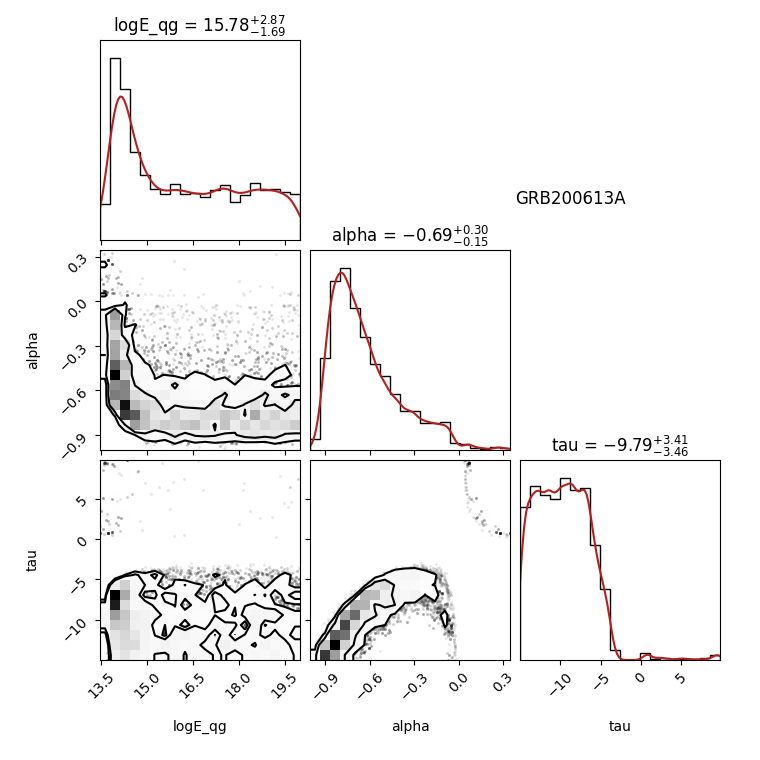 logE_qg = 15.78+2.87−1.69
GRB200613A
alpha = −0.69+0.30−0.15
0.3
0.0
−0.3
−0.6
−0.9
alpha
tau = −9.79+3.41−3.46
5
0
−5
−10
tau
13.5 15.0 16.5 18.0 19.5
−0.9 −0.6 −0.3 0.0 0.3
−10 −5 0 5
logE_qg alpha tau